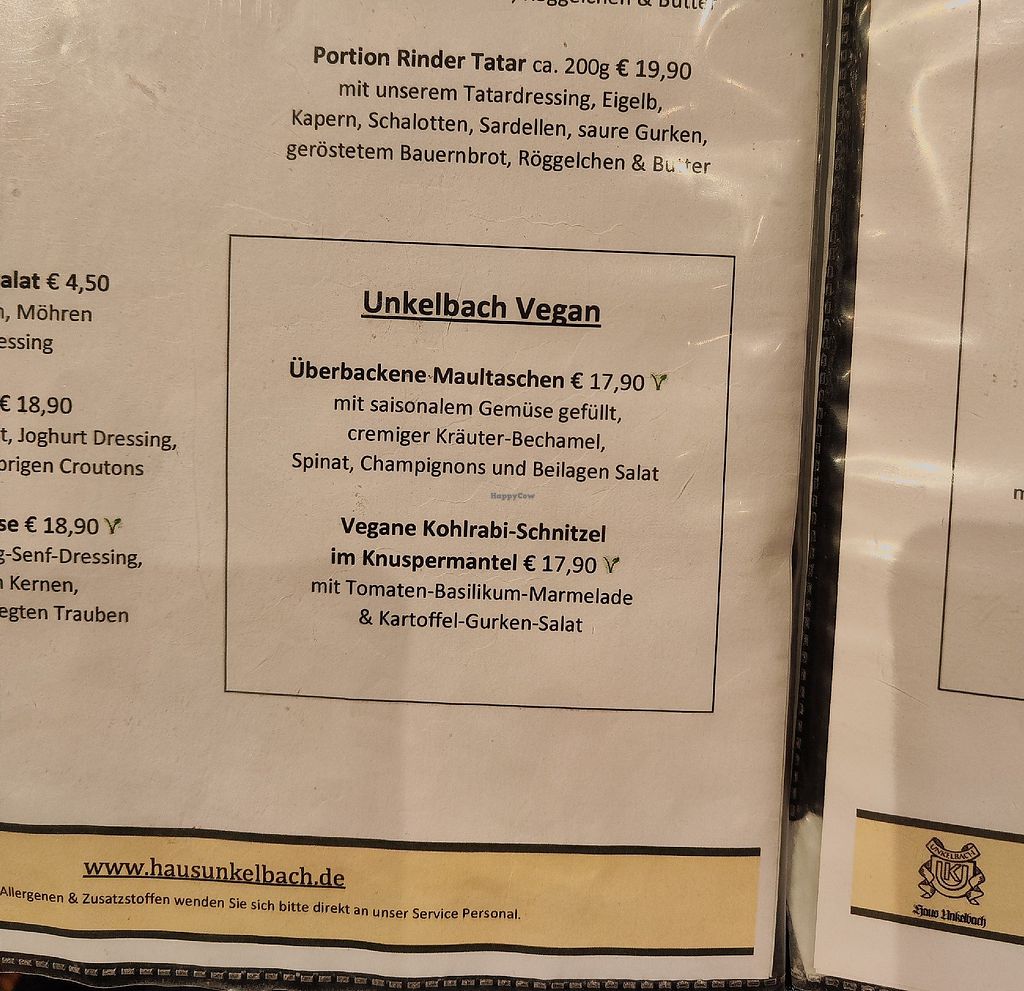 Röggelchen & Butter
Portion Rinder Tatar ca. 200g € 19,90
mit unserem Tatardressing, Eigelb,
Kapern, Schalotten, Sardellen, saure Gurken,
geröstetem Bauernbrot, Röggelchen & Butter
alat € 4,50
n, Möhren
essing
€ 18,90
t, Joghurt Dressing,
prigen Croutons
se € 18,90
g-Senf-Dressing,
n Kernen,
egten Trauben
Unkelbach Vegan
Überbackene Maultaschen € 17,90
mit saisonalem Gemüse gefüllt,
cremiger Kräuter-Bechamel,
Spinat, Champignons und Beilagen Salat
HappyCow
Vegane Kohlrabi-Schnitzel
im Knuspermantel € 17,90
mit Tomaten-Basilikum-Marmelade
& Kartoffel-Gurken-Salat
www.hausunkelbach.de
Allergenen & Zusatzstoffen wenden Sie sich bitte direkt an unser Service Personal.
m
UNKELBACH
UK
Haus Unkelbach